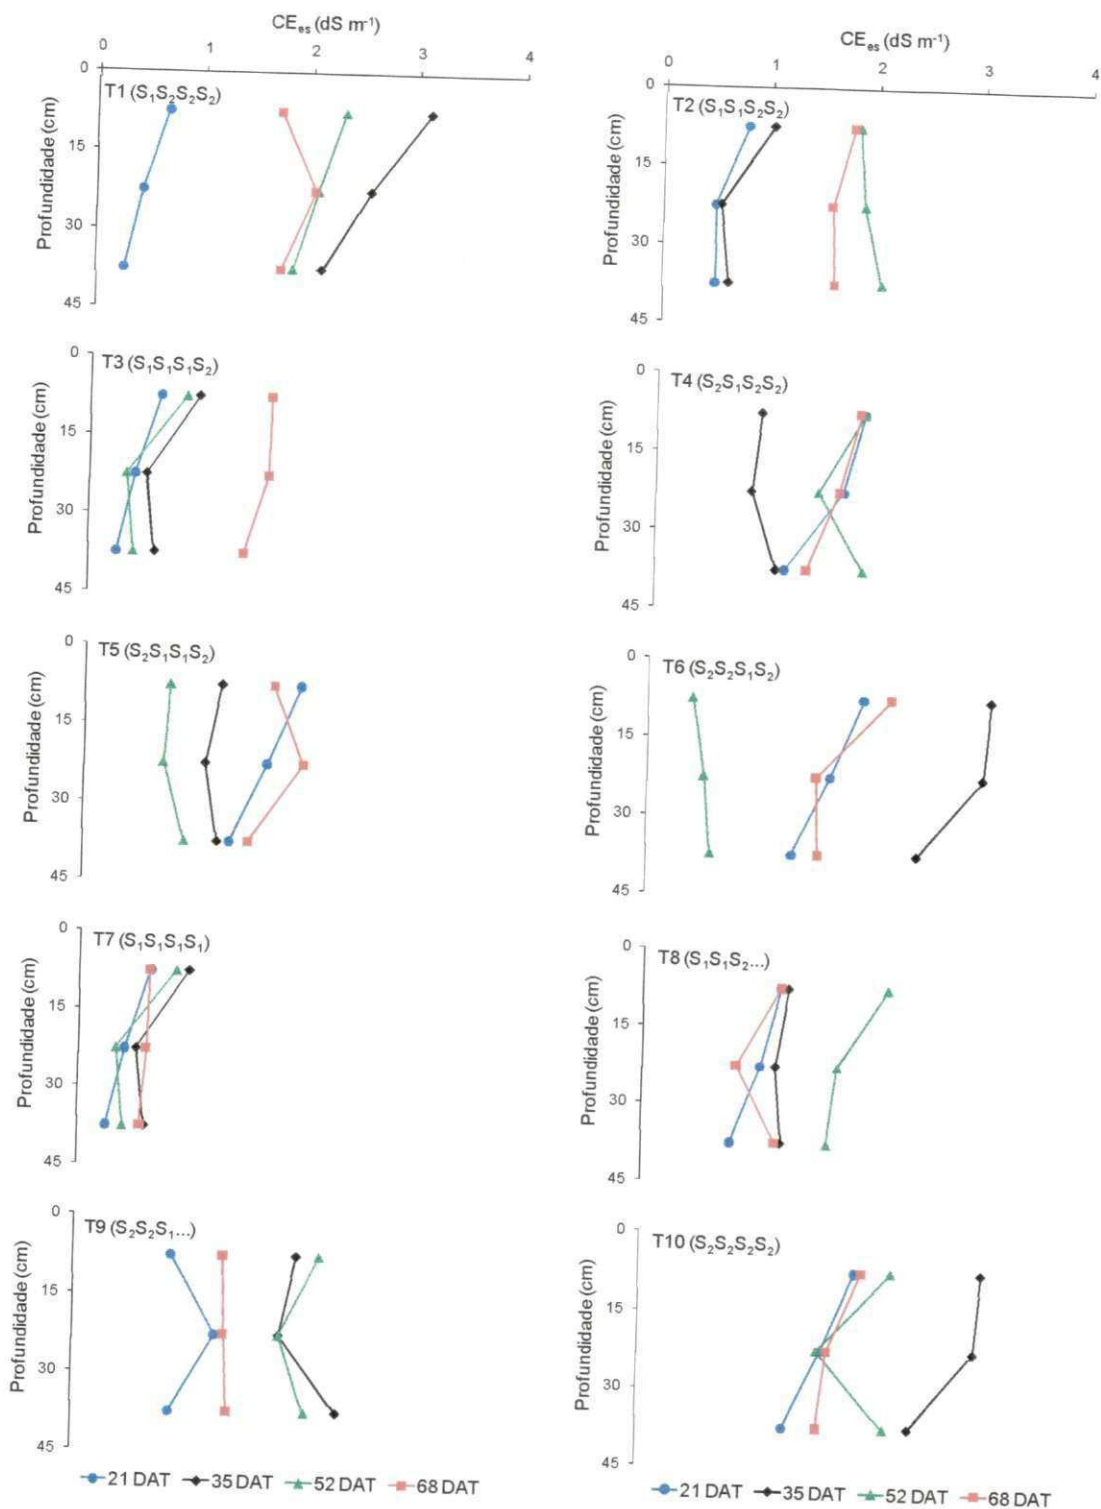 CEes (dS m-1)
0 1 2 3 4
0
15
30
45
Profundidade (cm)
T1 (S1S2S2S2)
CEes (dS m-1)
0 1 2 3 4
0
15
30
45
Profundidade (cm)
T2 (S1S1S2S2)
0
15
30
45
Profundidade (cm)
T3 (S1S1S1S2)
0
15
30
45
Profundidade (cm)
T4 (S2S1S2S2)
0
15
30
45
Profundidade (cm)
T5 (S2S1S1S2)
0
15
30
45
Profundidade (cm)
T6 (S2S2S1S2)
0
15
30
45
Profundidade (cm)
T7 (S1S1S1S1)
0
15
30
45
Profundidade (cm)
T8 (S1S1S2...)
0
15
30
45
Profundidade (cm)
T9 (S2S2S1...)
0
15
30
45
Profundidade (cm)
T10 (S2S2S2S2)
21 DAT 35 DAT 52 DAT 68 DAT
21 DAT 35 DAT 52 DAT 68 DAT